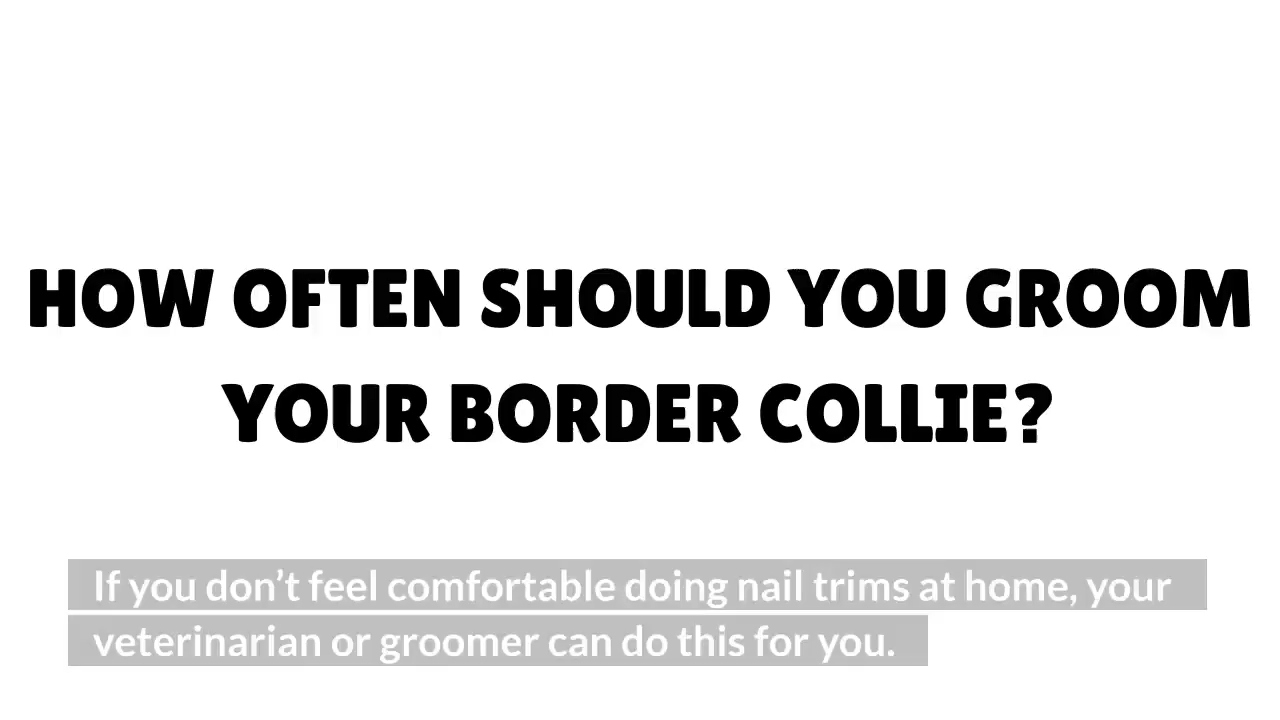 HOW OFTEN SHOULD YOU GROOM
YOUR BORDER COLLIE?
If you don’t feel comfortable doing nail trims at home, your
veterinarian or groomer can do this for you.